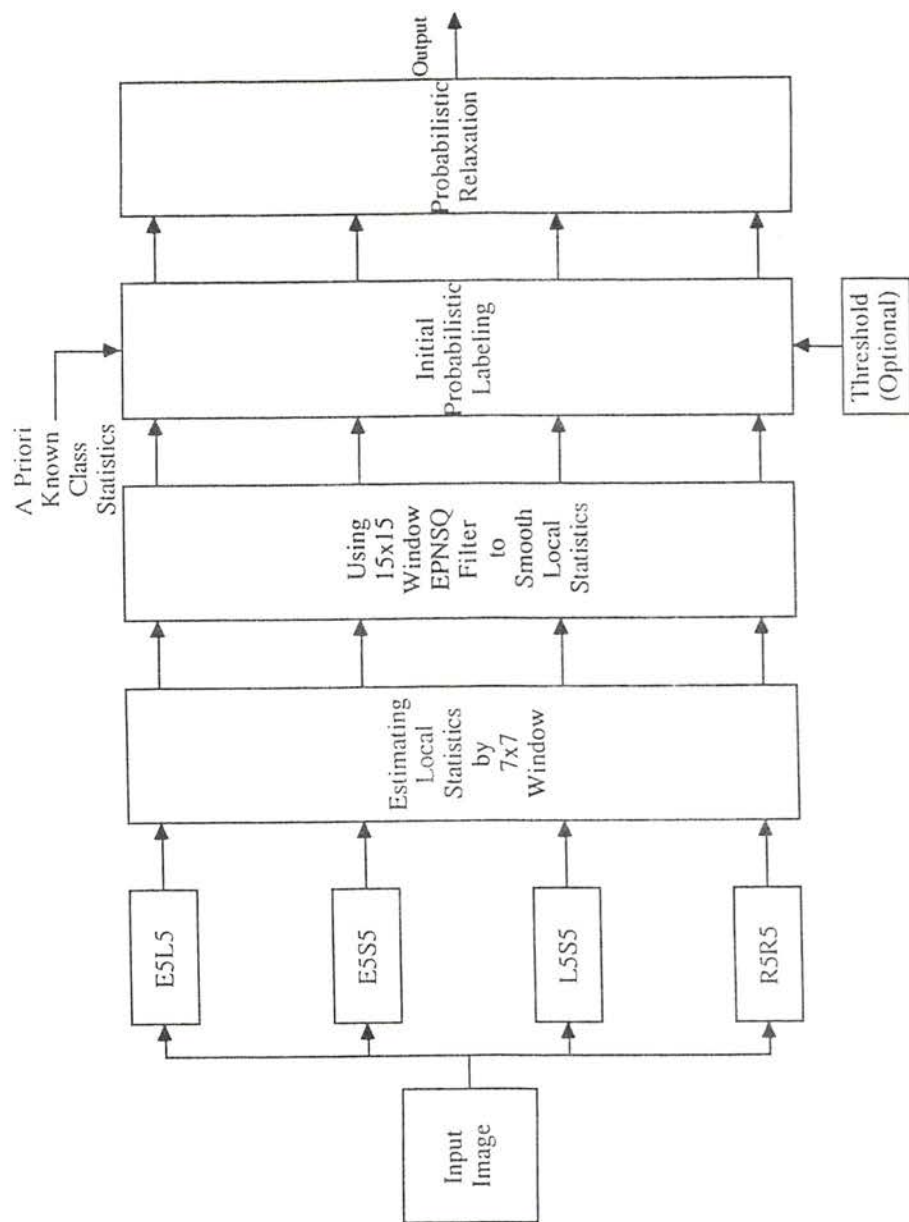 Input
Image
E5L5
E5S5
L5S5
R5R5
Estimating
Local
Statistics
by
7x7
Window
Using
15x15
Window
EPNSQ
Filter
to
Smooth
Local
Statistics
A Priori
Known
Class
Statistics
Initial
Probabilistic
Labeling
Threshold
(Optional)
Probabilistic
Relaxation
Output